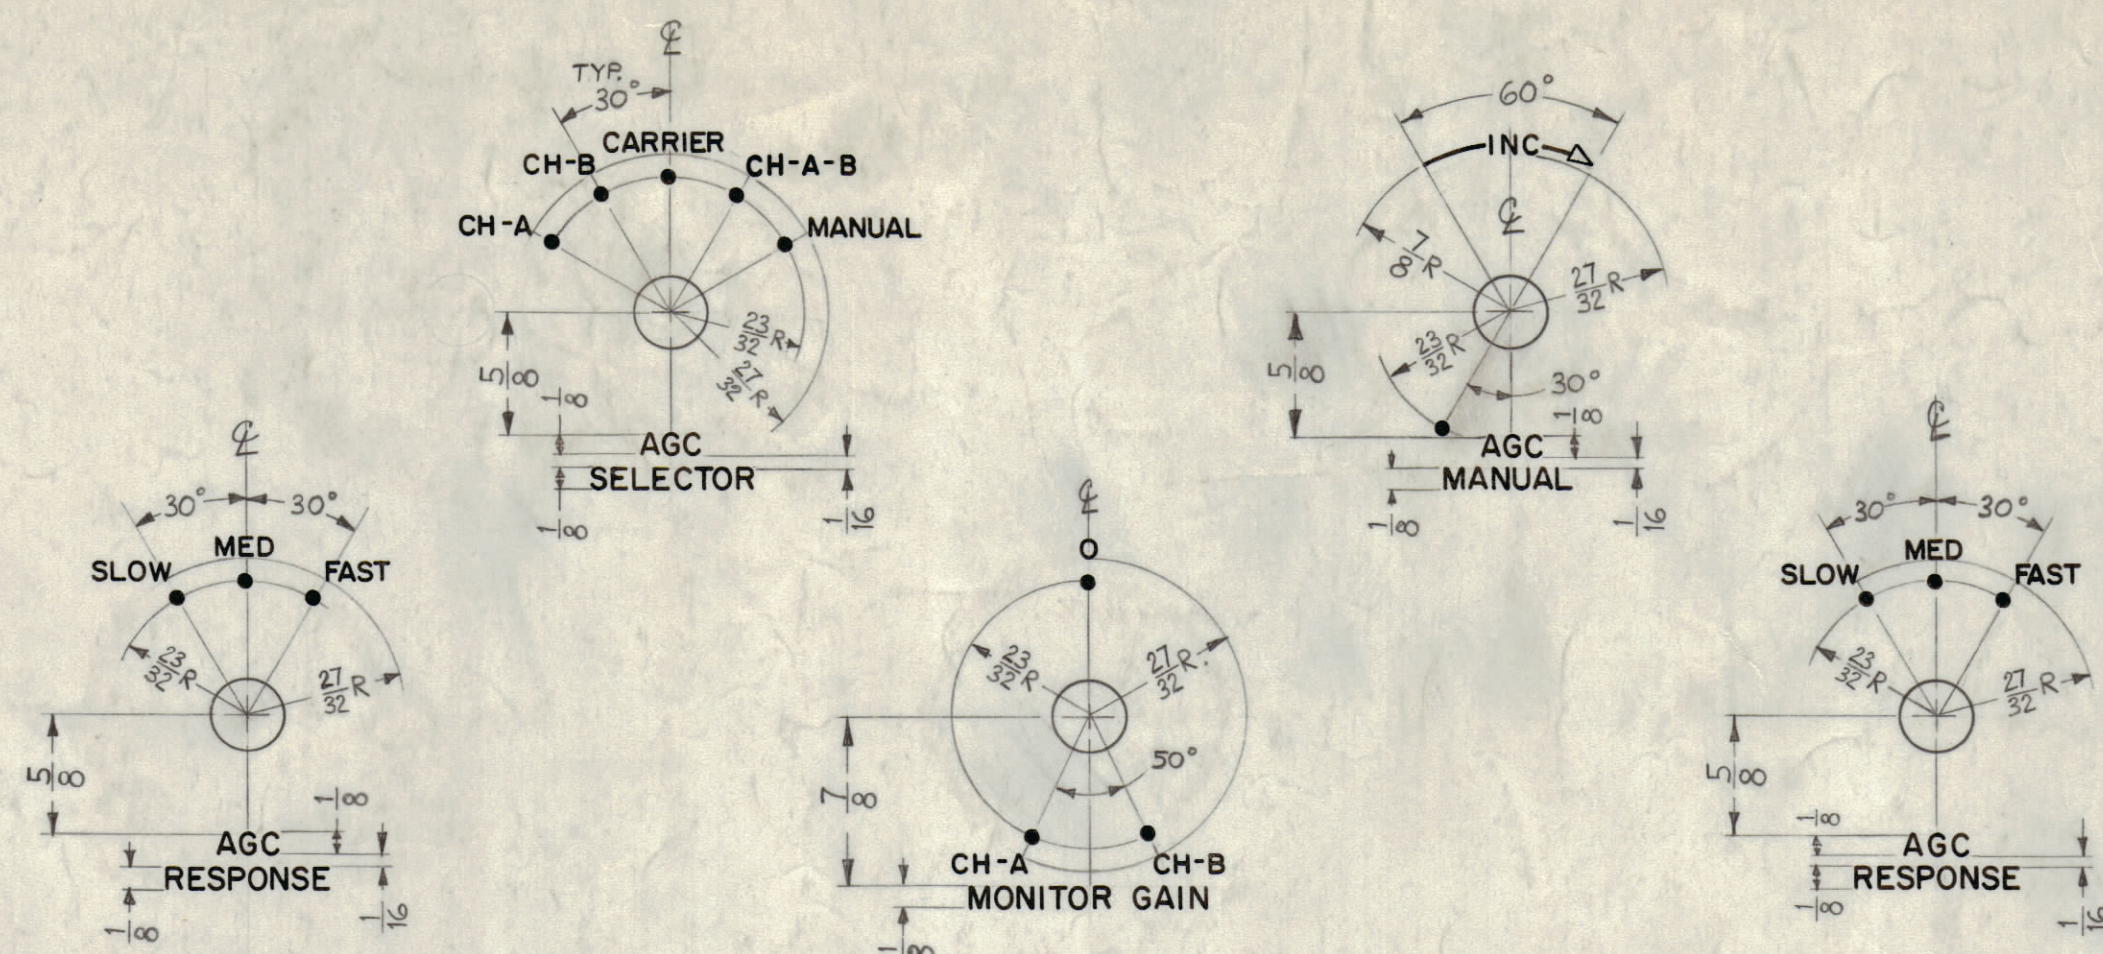 ℄
TYP.
30°
CARRIER
CH-B
CH-A-B
CH-A
MANUAL
23/32 R
27/32 R
5/8
1/8
AGC
SELECTOR
1/8
1/16
60°
INC
℄
7/8 R
27/32 R
23/32 R
30°
5/8
1/8
AGC
MANUAL
1/8
1/16
℄
30° 30°
MED
SLOW
FAST
23/32 R
27/32 R
5/8
1/8
AGC
RESPONSE
1/8
1/16
℄
O
23/32 R
27/32 R.
50°
7/8
CH-A
CH-B
MONITOR GAIN
1/8
℄
30° 30°
MED
SLOW
FAST
23/32 R
27/32 R
5/8
1/8
AGC
RESPONSE
1/8
1/16